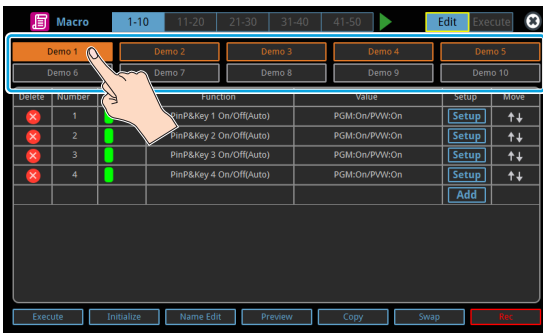 Macro 1-10 11-20 21-30 31-40 41-50 Edit Execute
Demo 1 Demo 2 Demo 3 Demo 4 Demo 5
Demo 6 Demo 7 Demo 8 Demo 9 Demo 10
Delete Number Function Value Setup Move
1 PinP&Key 1 On/Off(Auto) PGM:On/PVW:On Setup
2 PinP&Key 2 On/Off(Auto) PGM:On/PVW:On Setup
3 PinP&Key 3 On/Off(Auto) PGM:On/PVW:On Setup
4 PinP&Key 4 On/Off(Auto) PGM:On/PVW:On Setup
Add
Execute Initialize Name Edit Preview Copy Swap Rec